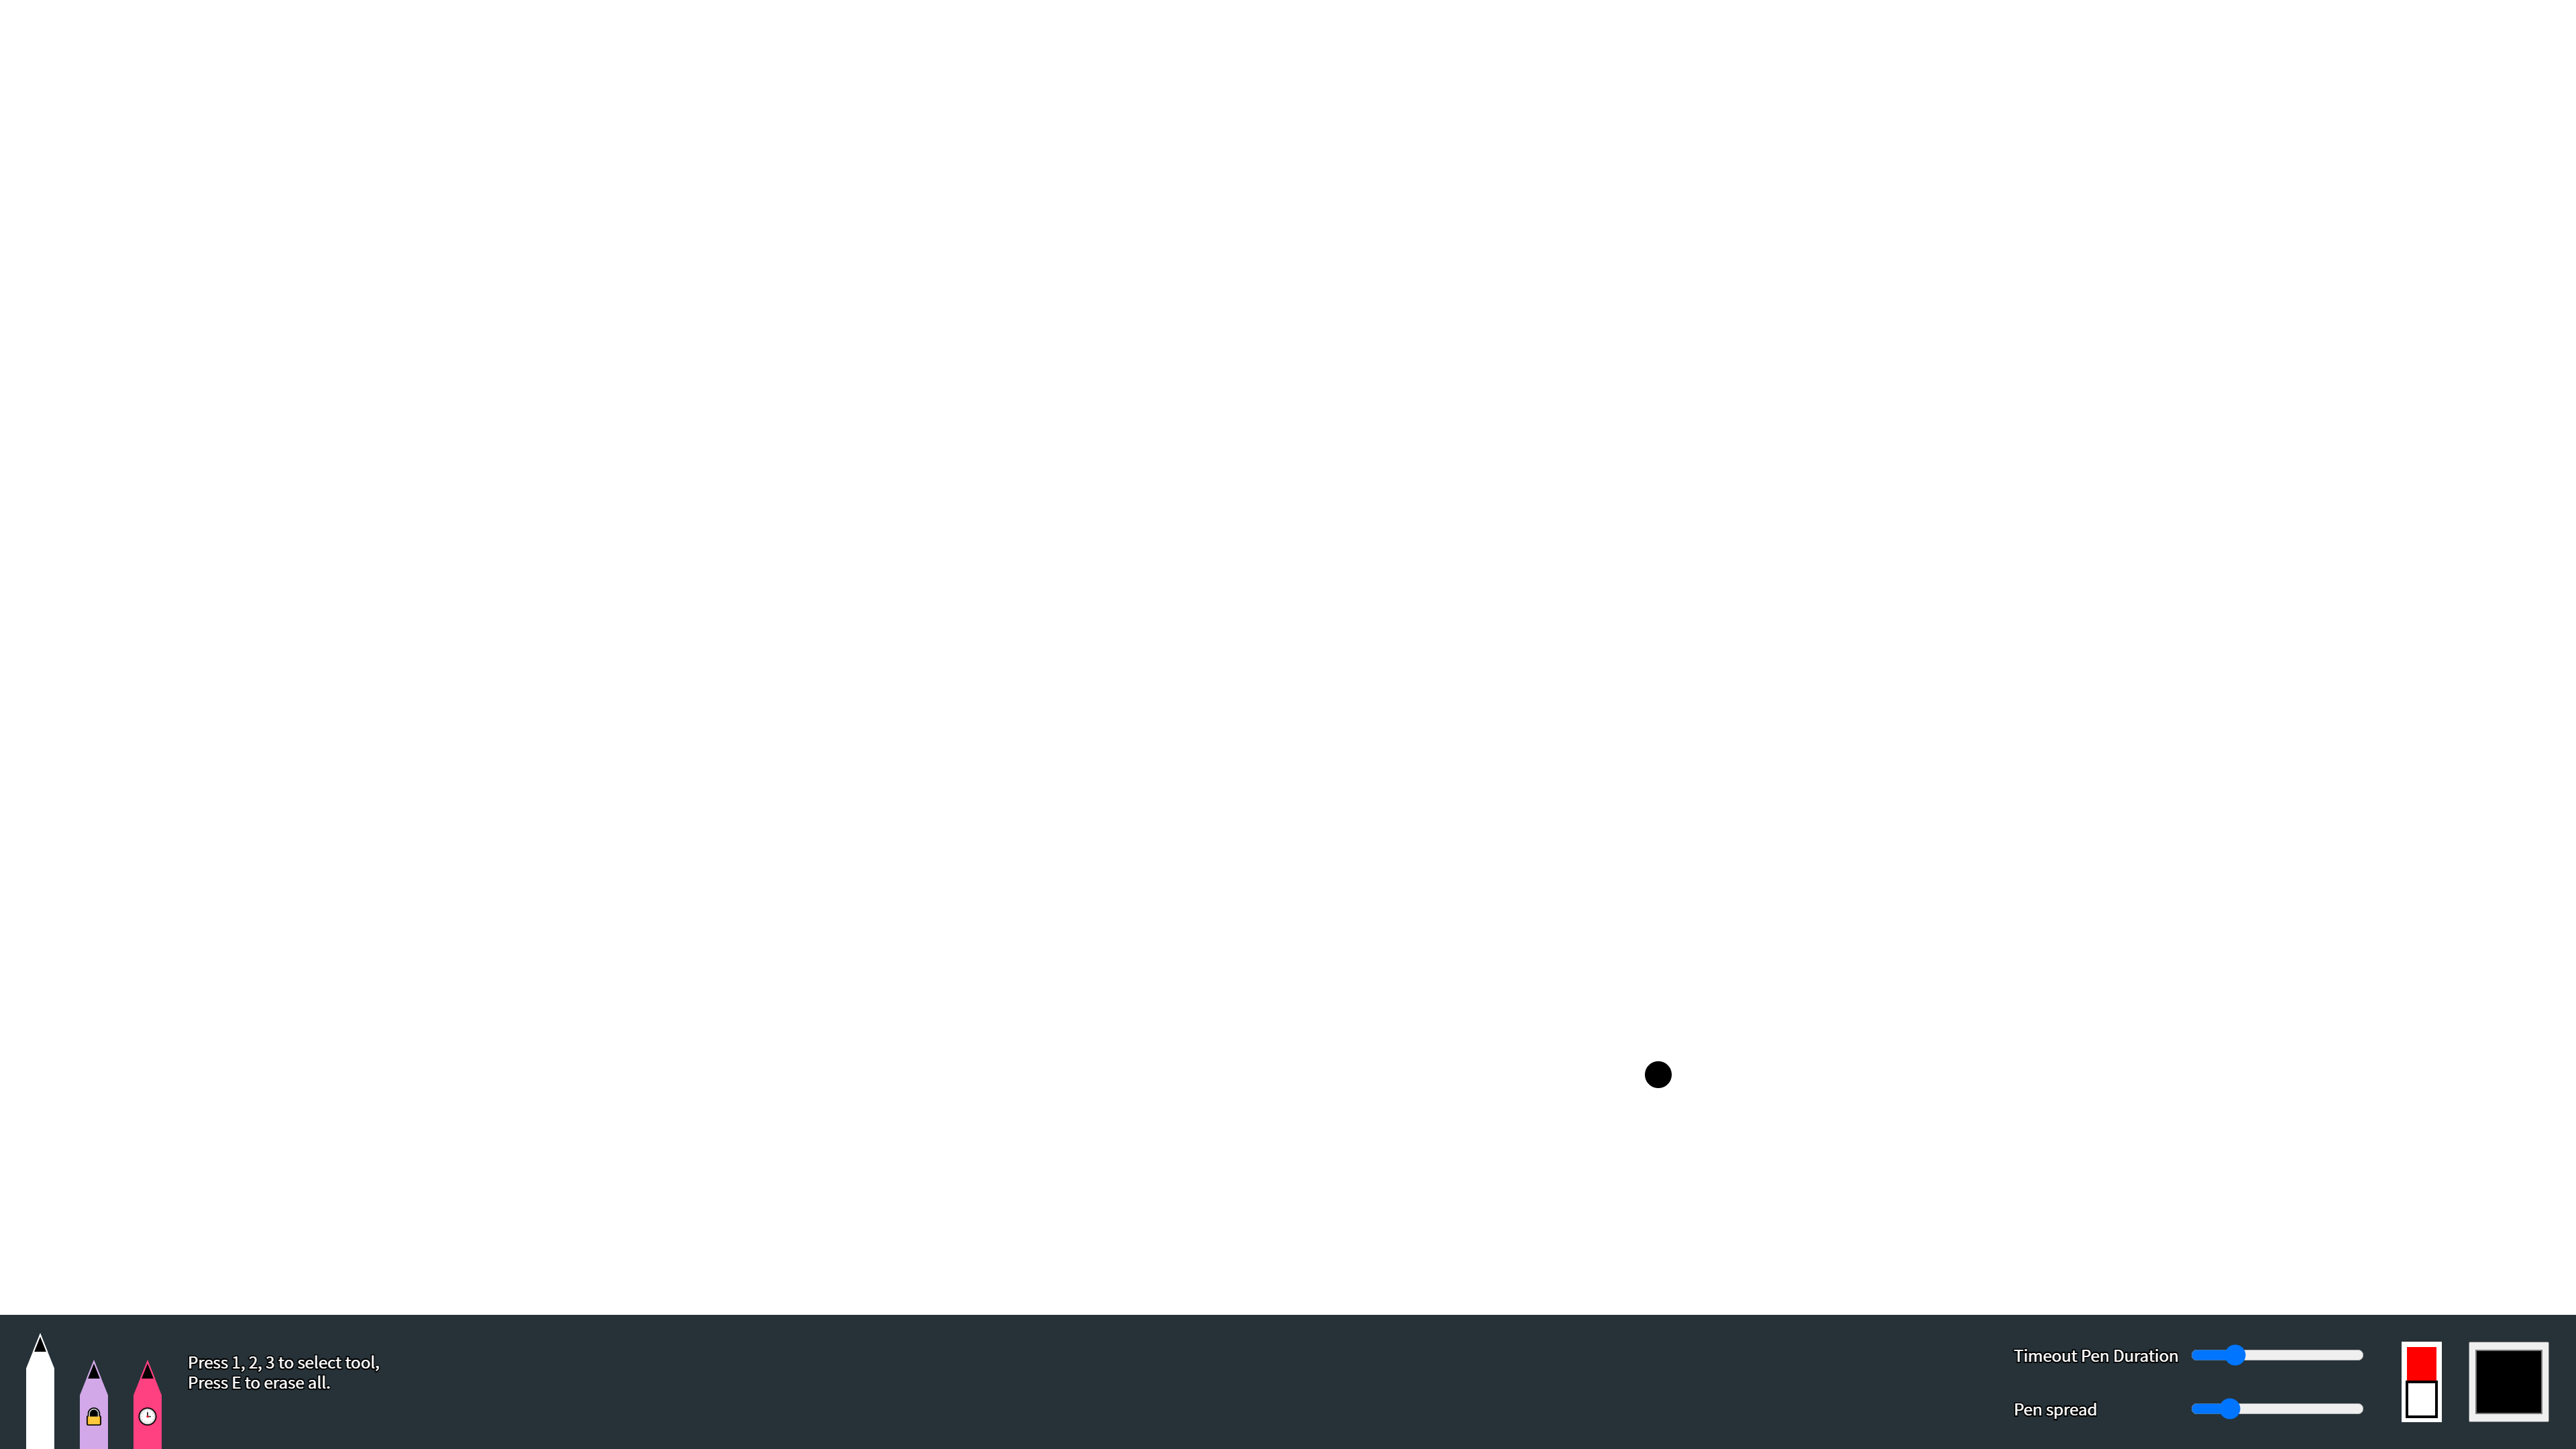 Press 1, 2, 3 to select tool,
Press E to erase all.
Timeout Pen Duration
Pen spread